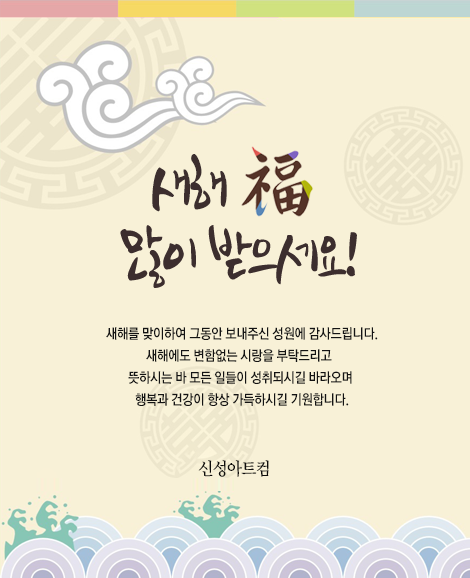 새해 福
많이 받으세요!
새해를 맞이하여 그동안 보내주신 성원에 감사드립니다.
새해에도 변함없는 사랑을 부탁드리고
뜻하시는 바 모든 일들이 성취되시길 바라오며
행복과 건강이 항상 가득하시길 기원합니다.
신성아트컴